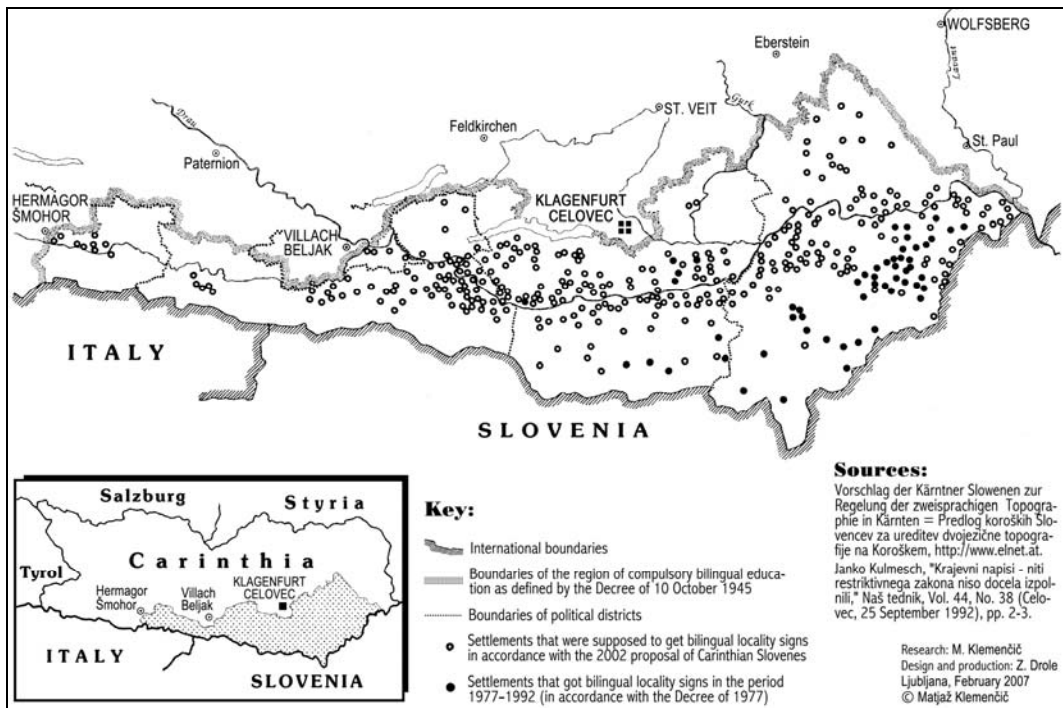 WOLFSBERG
Eberstein
Lavant
Gurk
ST. VEIT
Drau
Feldkirchen
St. Paul
Paternion
HERMAGOR
ŠMOHOR
KLAGENFURT
CELOVEC
VILLACH
BELJAK
ITALY
SLOVENIA
Salzburg
Styria
Carinthia
Tyrol
KLAGENFURT
CELOVEC
Hermagor
Šmohor
Villach
Beljak
ITALY
SLOVENIA
Key:
International boundaries
Boundaries of the region of compulsory bilingual educa-
tion as defined by the Decree of 10 October 1945
Boundaries of political districts
Settlements that were supposed to get bilingual locality signs
in accordance with the 2002 proposal of Carinthian Slovenes
Settlements that got bilingual locality signs in the period
1977-1992 (in accordance with the Decree of 1977)
Sources:
Vorschlag der Kärntner Slowenen zur
Regelung der zweisprachigen Topogra-
phie in Kärnten = Predlog koroških Slo-
vencev za ureditev dvojezične topogra-
fije na Koroškem, http://www.elnet.at.
Janko Kulmesch, "Krajevni napisi - niti
restriktivnega zakona niso docela izpol-
nili," Naš tednik, Vol. 44, No. 38 (Celo-
vec, 25 September 1992), pp. 2-3.
Research: M. Klemenčič
Design and production: Z. Drole
Ljubljana, February 2007
© Matjaž Klemenčič